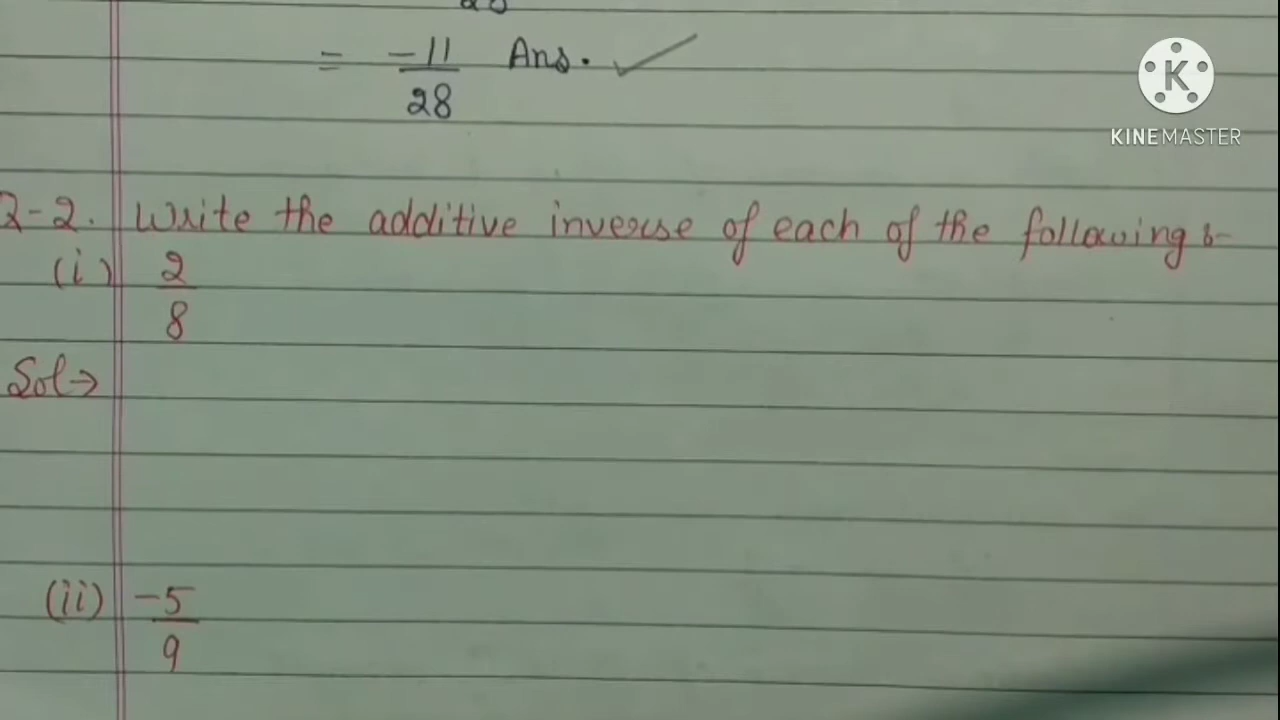 = -11/28 Ans. ✓
K
KINEMASTER
Q-2. Write the additive inverse of each of the following :-
(i) 2/8
Sol→
(ii) -5/9